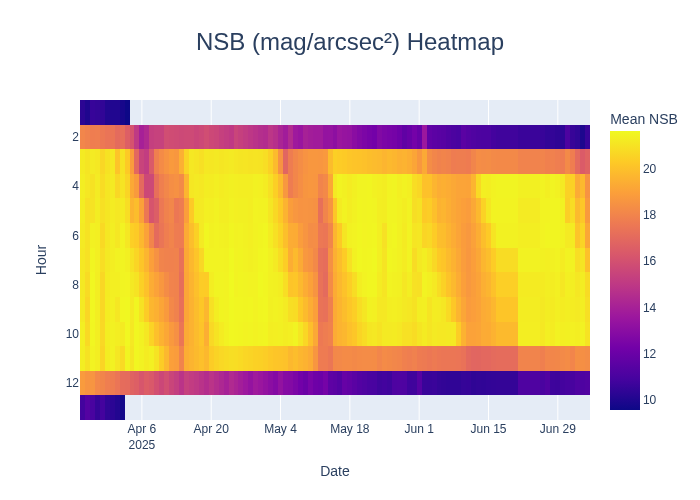 NSB (mag/arcsec²) Heatmap
Mean NSB
2
4
6
8
10
12
Hour
20
18
16
14
12
10
Apr 6
2025
Apr 20
May 4
May 18
Jun 1
Jun 15
Jun 29
Date